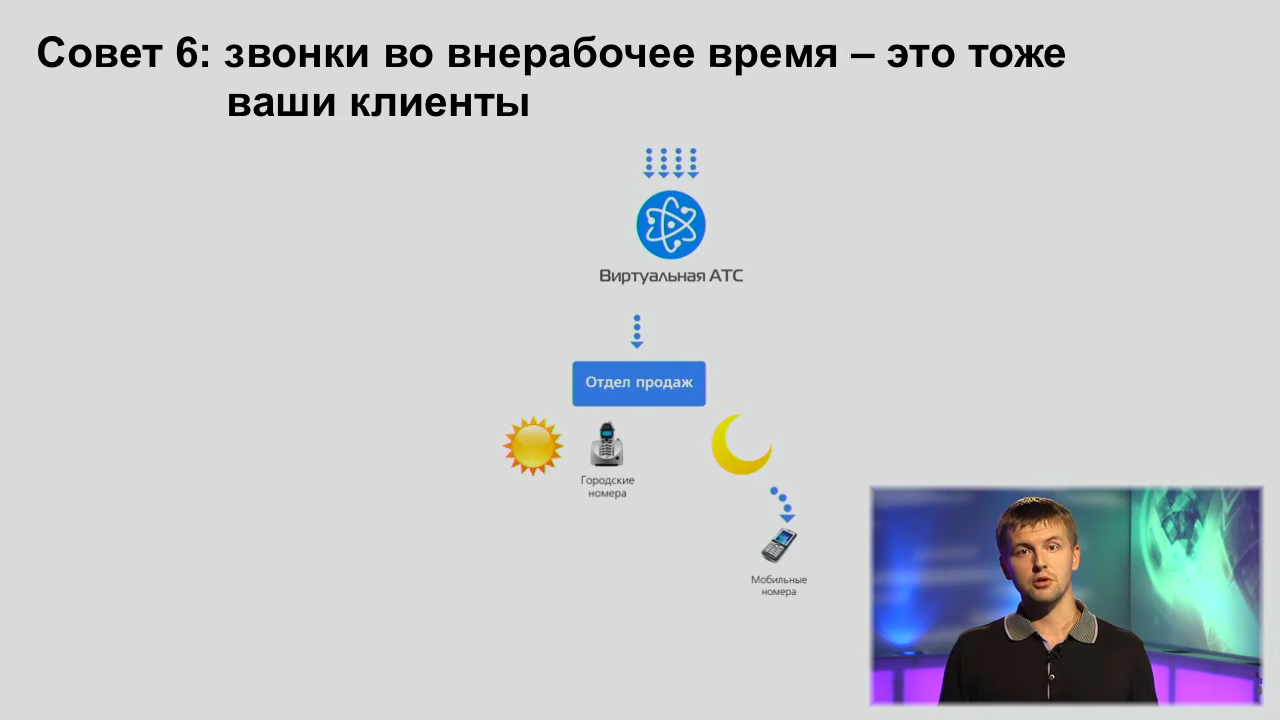 Совет 6: звонки во внерабочее время – это тоже
ваши клиенты
Виртуальная АТС
Отдел продаж
Городские
номера
Мобильные
номера